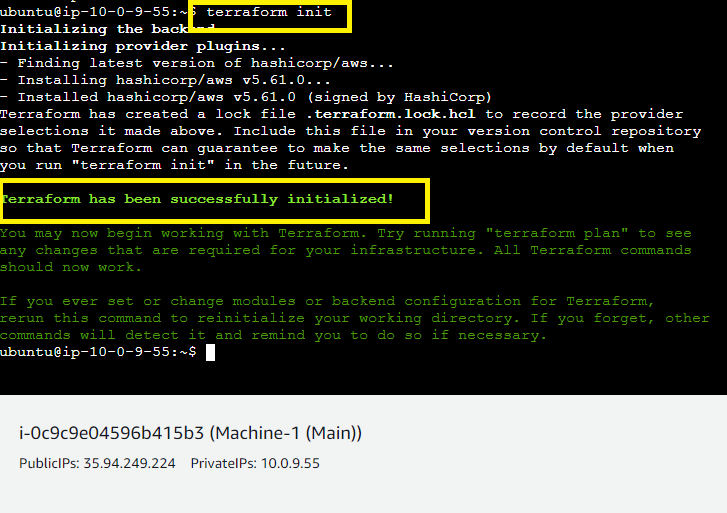 ubuntu@ip-10-0-9-55:~$ terraform init
Initializing the backend
Initializing provider plugins...
- Finding latest version of hashicorp/aws...
- Installing hashicorp/aws v5.61.0...
- Installed hashicorp/aws v5.61.0 (signed by HashiCorp)
Terraform has created a lock file .terraform.lock.hcl to record the provider
selections it made above. Include this file in your version control repository
so that Terraform can guarantee to make the same selections by default when
you run "terraform init" in the future.
Terraform has been successfully initialized!
You may now begin working with Terraform. Try running "terraform plan" to see
any changes that are required for your infrastructure. All Terraform commands
should now work.
If you ever set or change modules or backend configuration for Terraform,
rerun this command to reinitialize your working directory. If you forget, other
commands will detect it and remind you to do so if necessary.
ubuntu@ip-10-0-9-55:~$
i-0c9c9e04596b415b3 (Machine-1 (Main))
PublicIPs: 35.94.249.224 PrivateIPs: 10.0.9.55